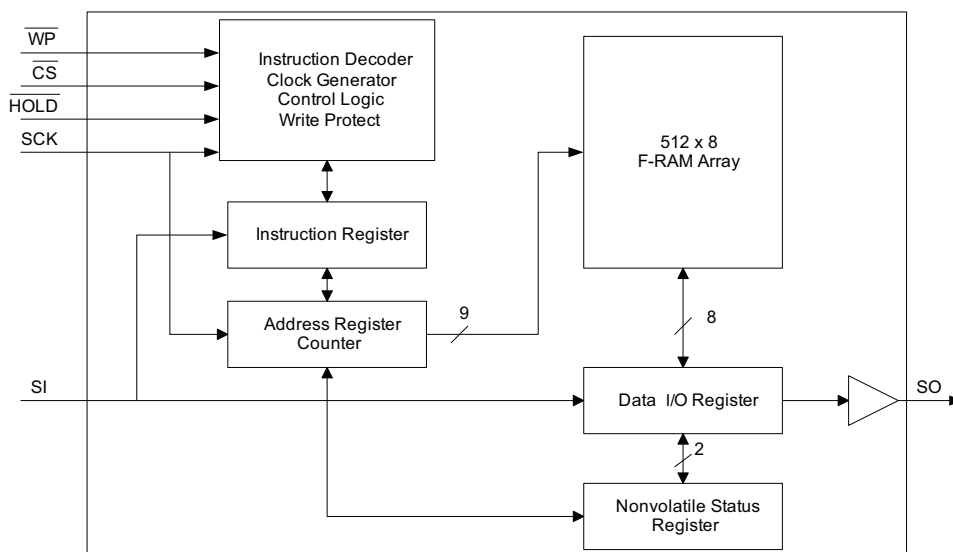 WP
CS
HOLD
SCK
Instruction Decoder
Clock Generator
Control Logic
Write Protect
512 x 8
F-RAM Array
Instruction Register
Address Register
Counter
9
8
SI
Data I/O Register
SO
2
Nonvolatile Status
Register